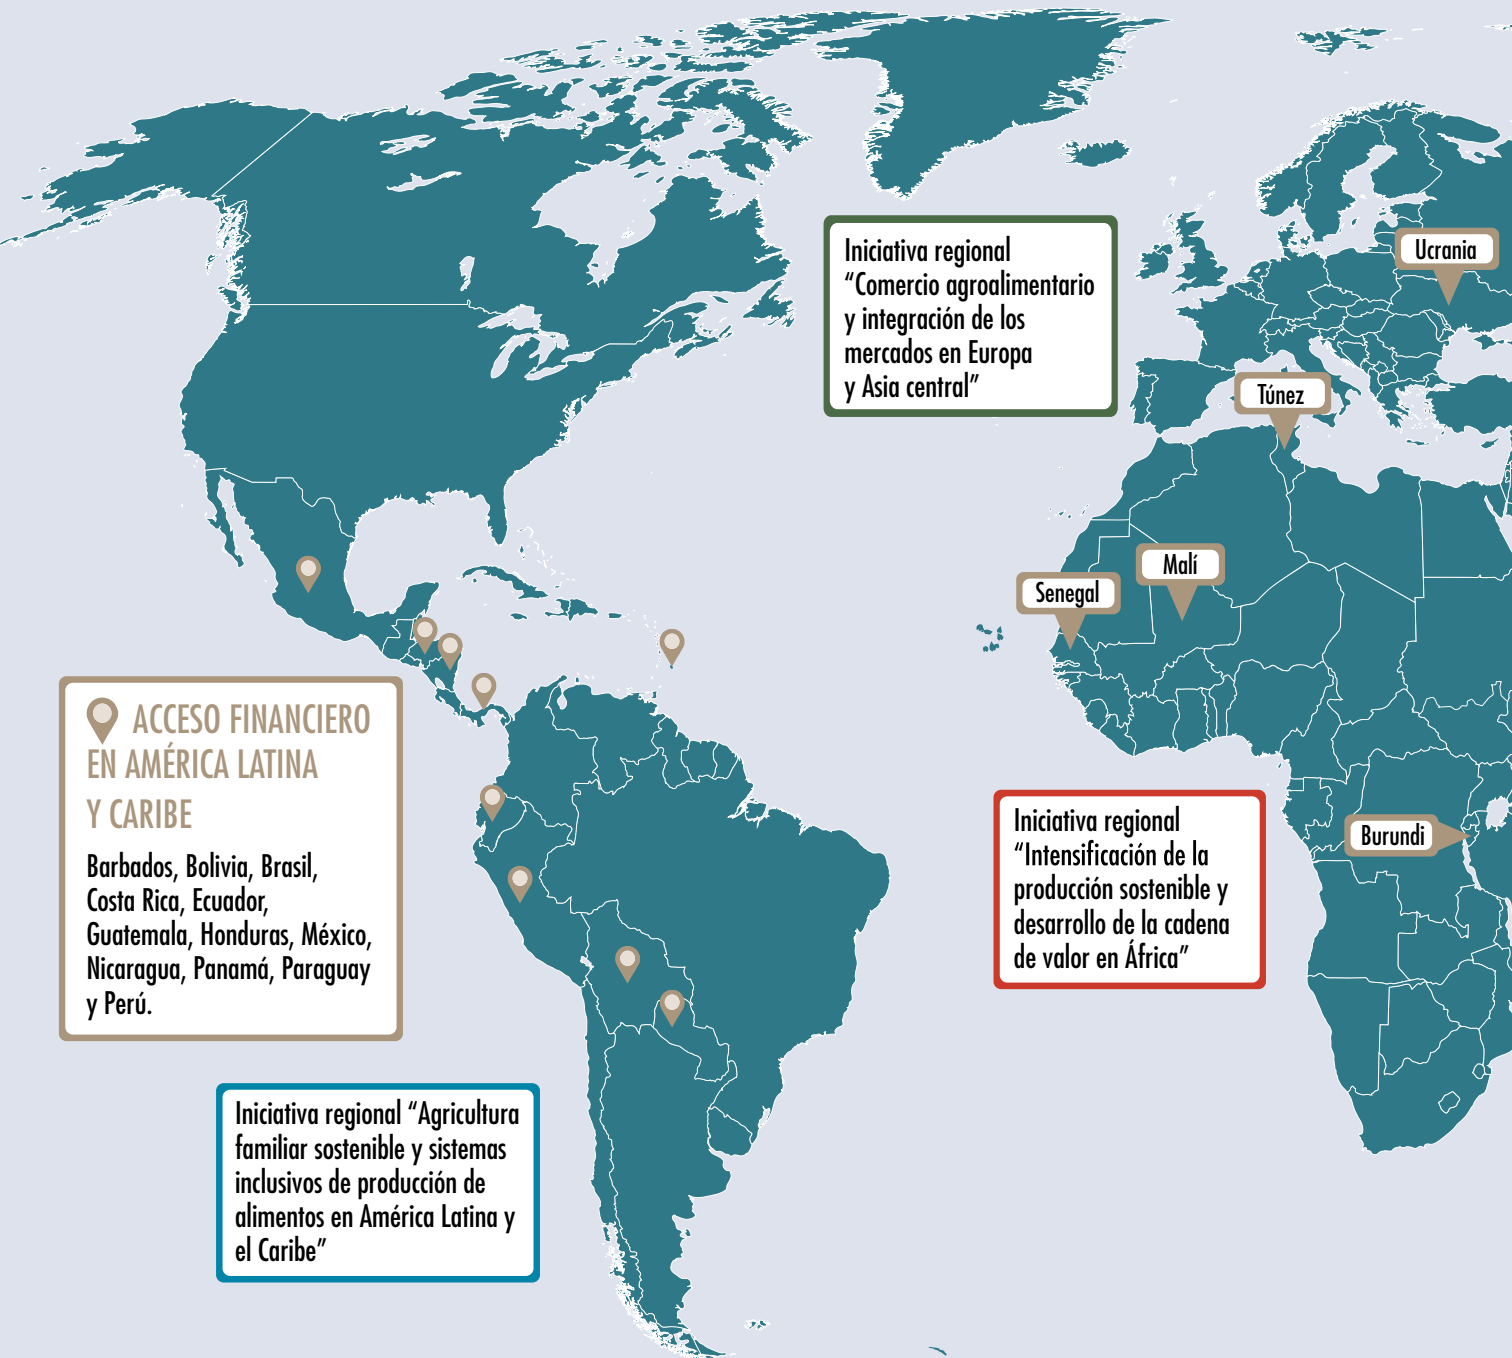 Iniciativa regional
“Comercio agroalimentario
y integración de los
mercados en Europa
y Asia central”
Ucrania
Túnez
Malí
Senegal
ACCESO FINANCIERO
EN AMÉRICA LATINA
Y CARIBE
Barbados, Bolivia, Brasil,
Costa Rica, Ecuador,
Guatemala, Honduras, México,
Nicaragua, Panamá, Paraguay
y Perú.
Iniciativa regional
“Intensificación de la
producción sostenible y
desarrollo de la cadena
de valor en África”
Burundi
Iniciativa regional “Agricultura
familiar sostenible y sistemas
inclusivos de producción de
alimentos en América Latina y
el Caribe”